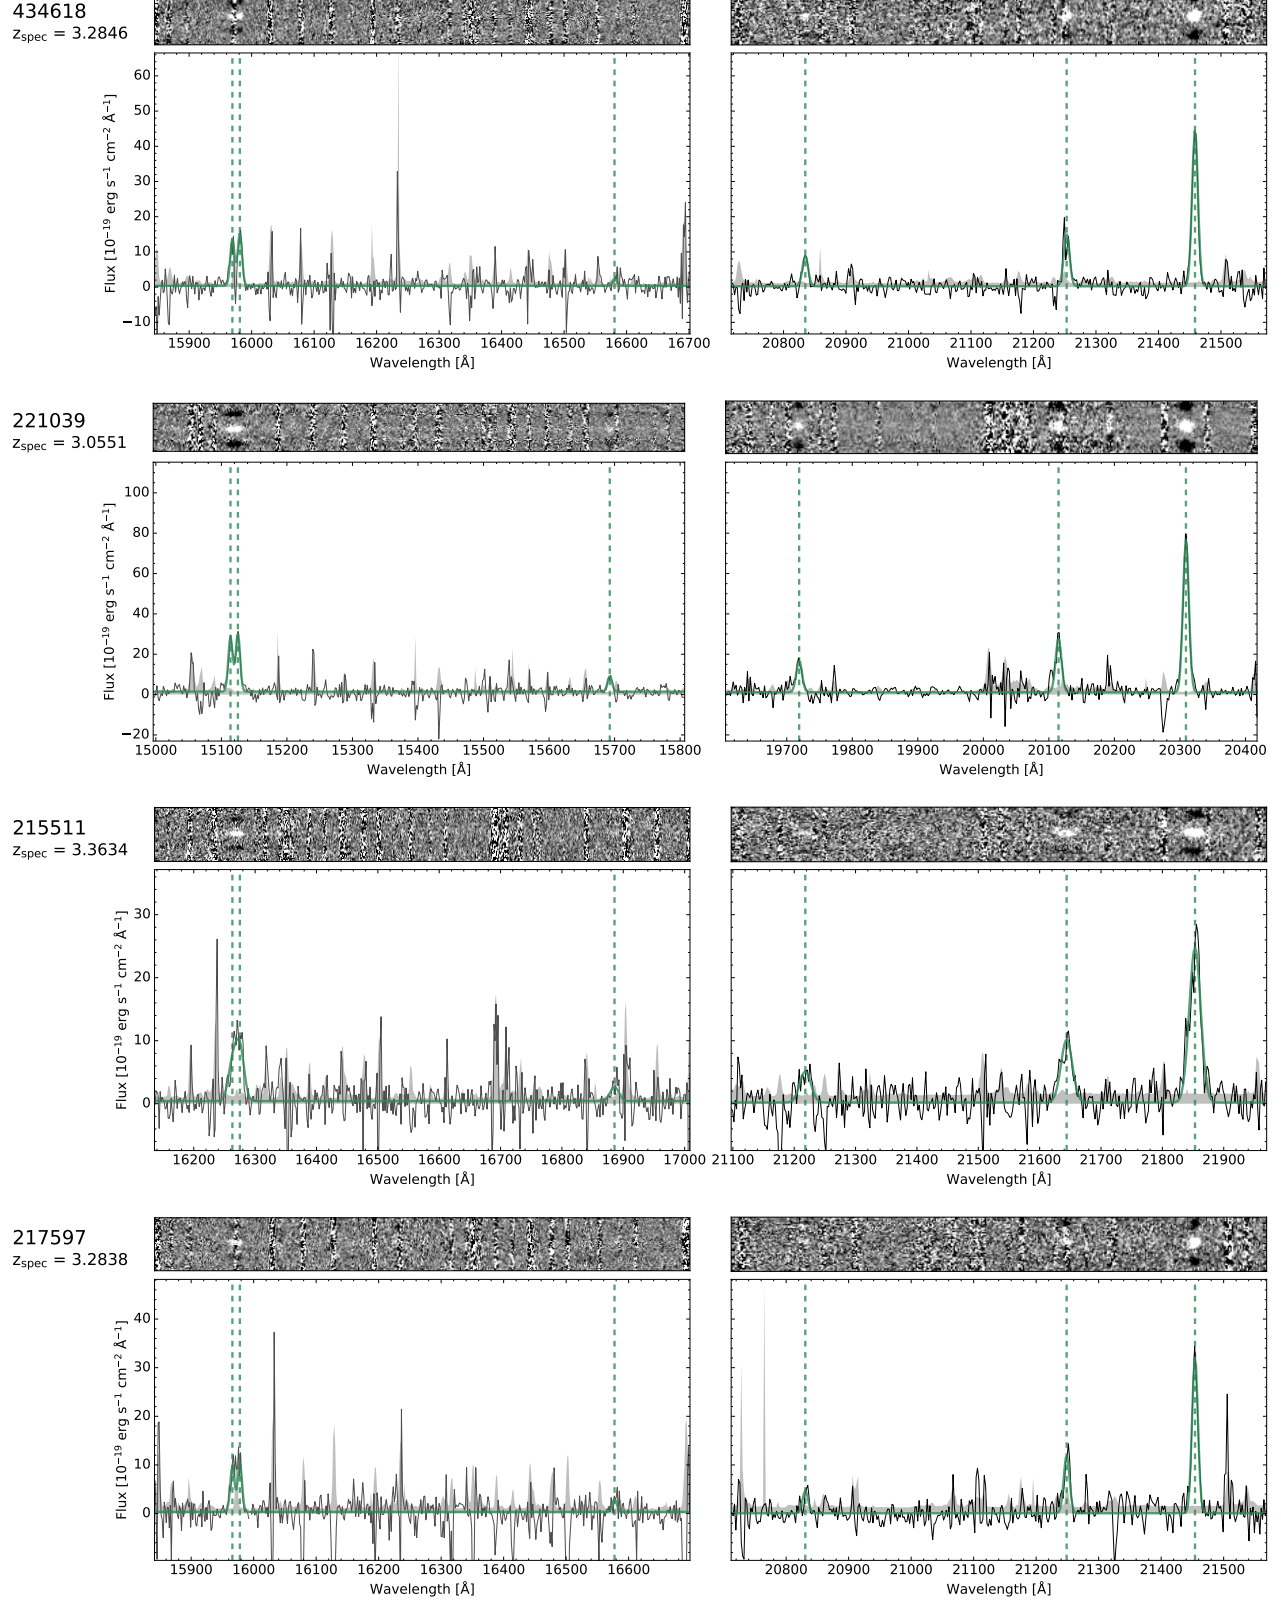 434618
zspec = 3.2846
60
50
40
30
20
10
0
−10
Flux [10−19 erg s−1 cm−2 Å−1]
15900 16000 16100 16200 16300 16400 16500 16600 16700
Wavelength [Å]
20800 20900 21000 21100 21200 21300 21400 21500
Wavelength [Å]
221039
zspec = 3.0551
100
80
60
40
20
0
−20
Flux [10−19 erg s−1 cm−2 Å−1]
15000 15100 15200 15300 15400 15500 15600 15700 15800
Wavelength [Å]
19700 19800 19900 20000 20100 20200 20300 20400
Wavelength [Å]
215511
zspec = 3.3634
30
20
10
0
Flux [10−19 erg s−1 cm−2 Å−1]
16200 16300 16400 16500 16600 16700 16800 16900 17000
Wavelength [Å]
21100 21200 21300 21400 21500 21600 21700 21800 21900
Wavelength [Å]
217597
zspec = 3.2838
40
30
20
10
0
Flux [10−19 erg s−1 cm−2 Å−1]
15900 16000 16100 16200 16300 16400 16500 16600
Wavelength [Å]
20800 20900 21000 21100 21200 21300 21400 21500
Wavelength [Å]